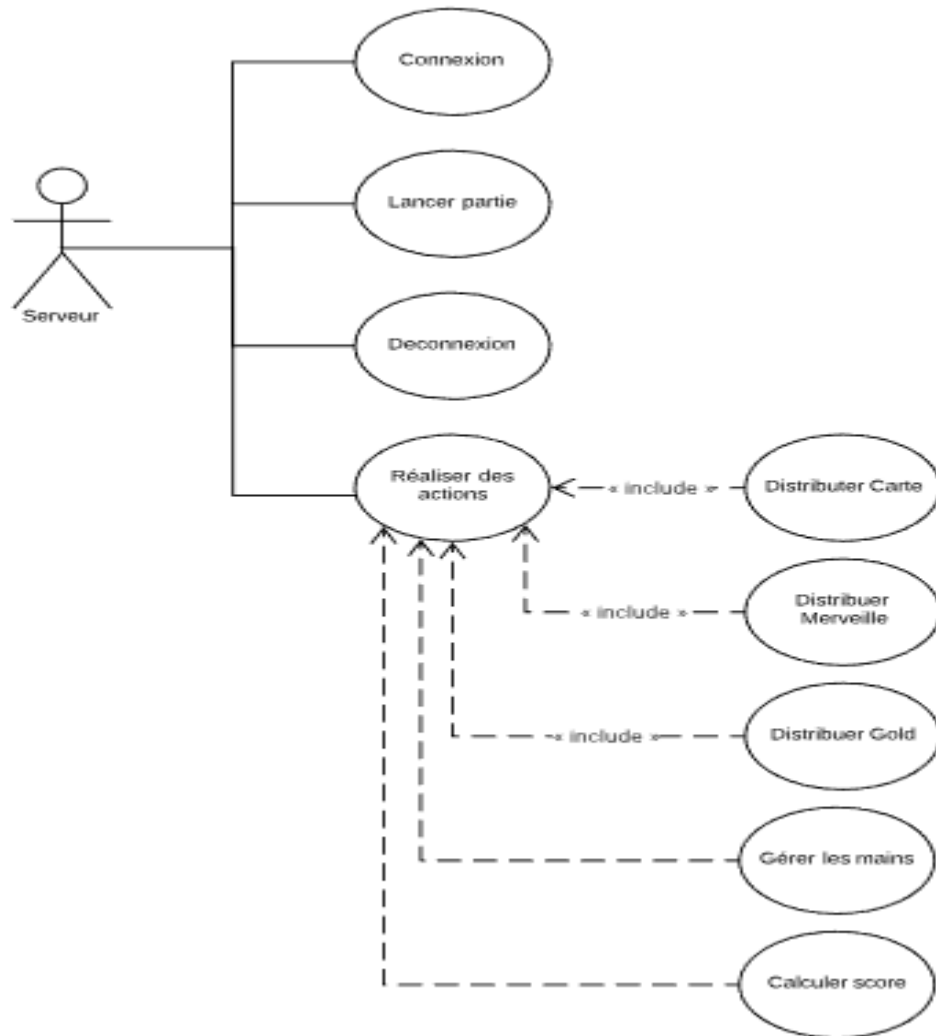 Connexion
Lancer partie
Serveur
Deconnexion
Réaliser des
actions
« include »
Distributer Carte
« include »
Distribuer
Merveille
« include »
Distribuer Gold
Gérer les mains
Calculer score